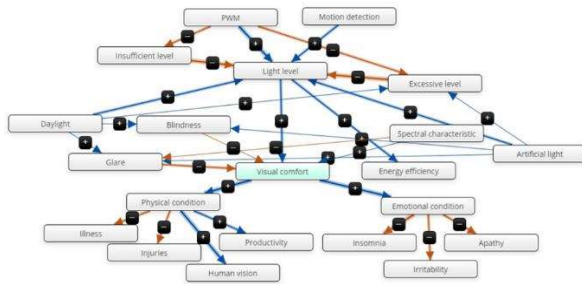 PWM
Motion detection
Insufficient level
Light level
Excessive level
Daylight
Blindness
Spectral characteristic
Glare
Artificial light
Visual comfort
Energy efficiency
Physical condition
Emotional condition
Illness
Injuries
Productivity
Human vision
Insomnia
Apathy
Irritability